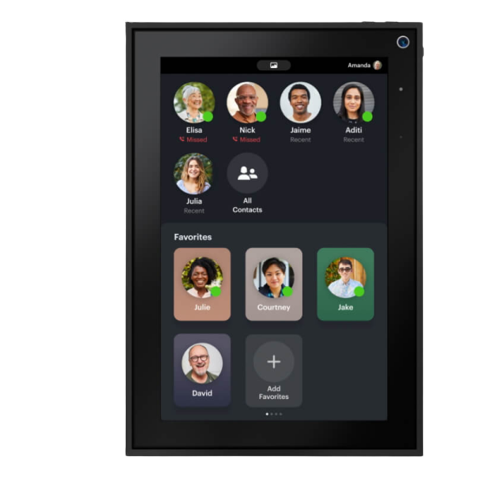 Amanda
Elisa Nick Jaime Aditi
Missed Missed Recent Recent
Julia All
Recent Contacts
Favorites
Julie Courtney Jake
David Add
Favorites